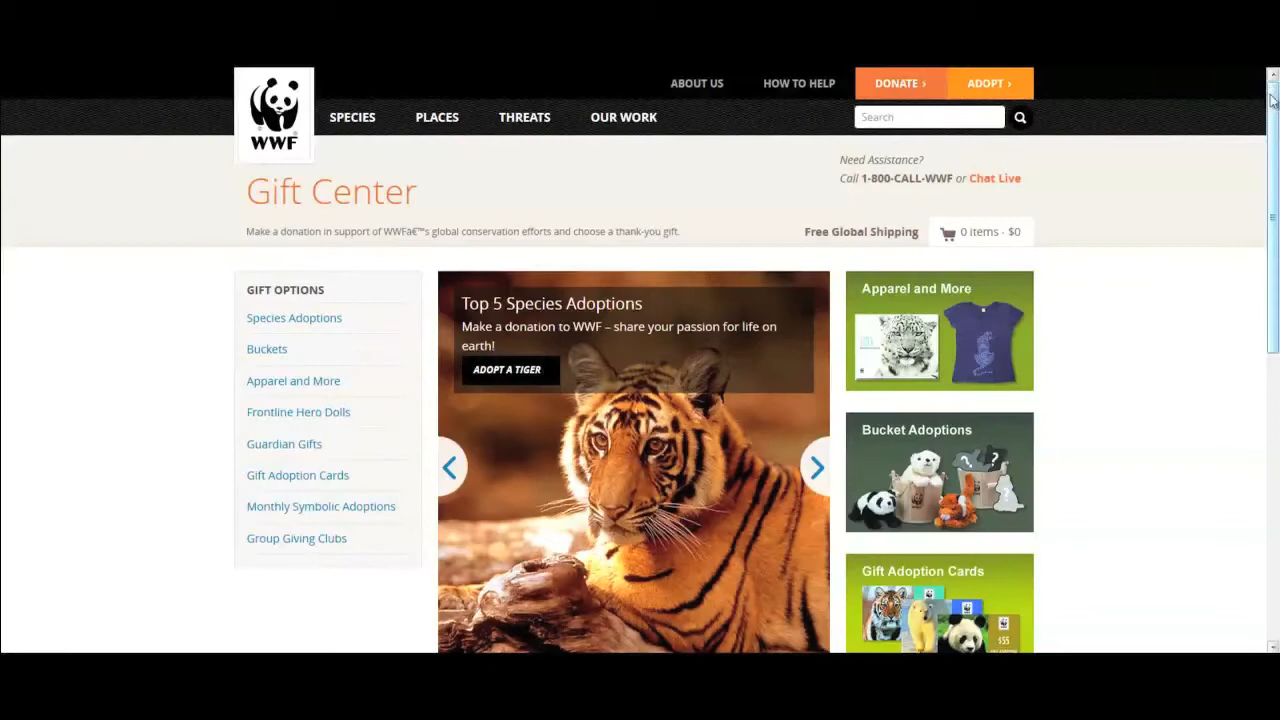 ABOUT US
HOW TO HELP
DONATE ›
ADOPT ›
WWF
SPECIES
PLACES
THREATS
OUR WORK
Search
Need Assistance?
Call 1-800-CALL-WWF or Chat Live
Gift Center
Make a donation in support of WWFâ€™s global conservation efforts and choose a thank-you gift.
Free Global Shipping
0 items - $0
GIFT OPTIONS
Species Adoptions
Buckets
Apparel and More
Frontline Hero Dolls
Guardian Gifts
Gift Adoption Cards
Monthly Symbolic Adoptions
Group Giving Clubs
Top 5 Species Adoptions
Make a donation to WWF – share your passion for life on
earth!
ADOPT A TIGER
Apparel and More
Bucket Adoptions
? ?
?
Gift Adoption Cards
$55